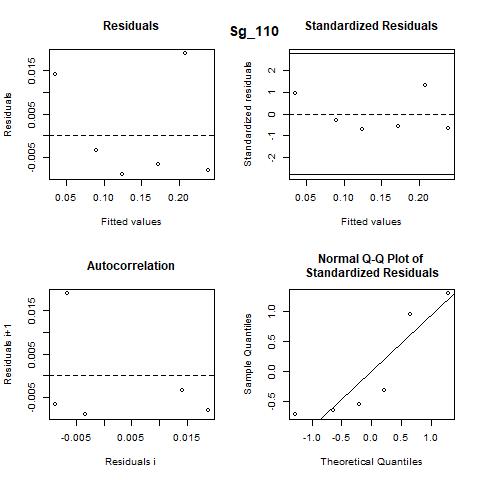 Sg_110
Residuals
Residuals
0.015
0.005
-0.005
0.05 0.10 0.15 0.20
Fitted values
Standardized Residuals
Standardized residuals
2
1
0
-1
-2
0.05 0.10 0.15 0.20
Fitted values
Autocorrelation
Residuals i+1
0.015
0.005
-0.005
-0.005 0.005 0.015
Residuals i
Normal Q-Q Plot of
Standardized Residuals
Sample Quantiles
1.0
0.5
0.0
-0.5
-1.0 0.0 0.5 1.0
Theoretical Quantiles